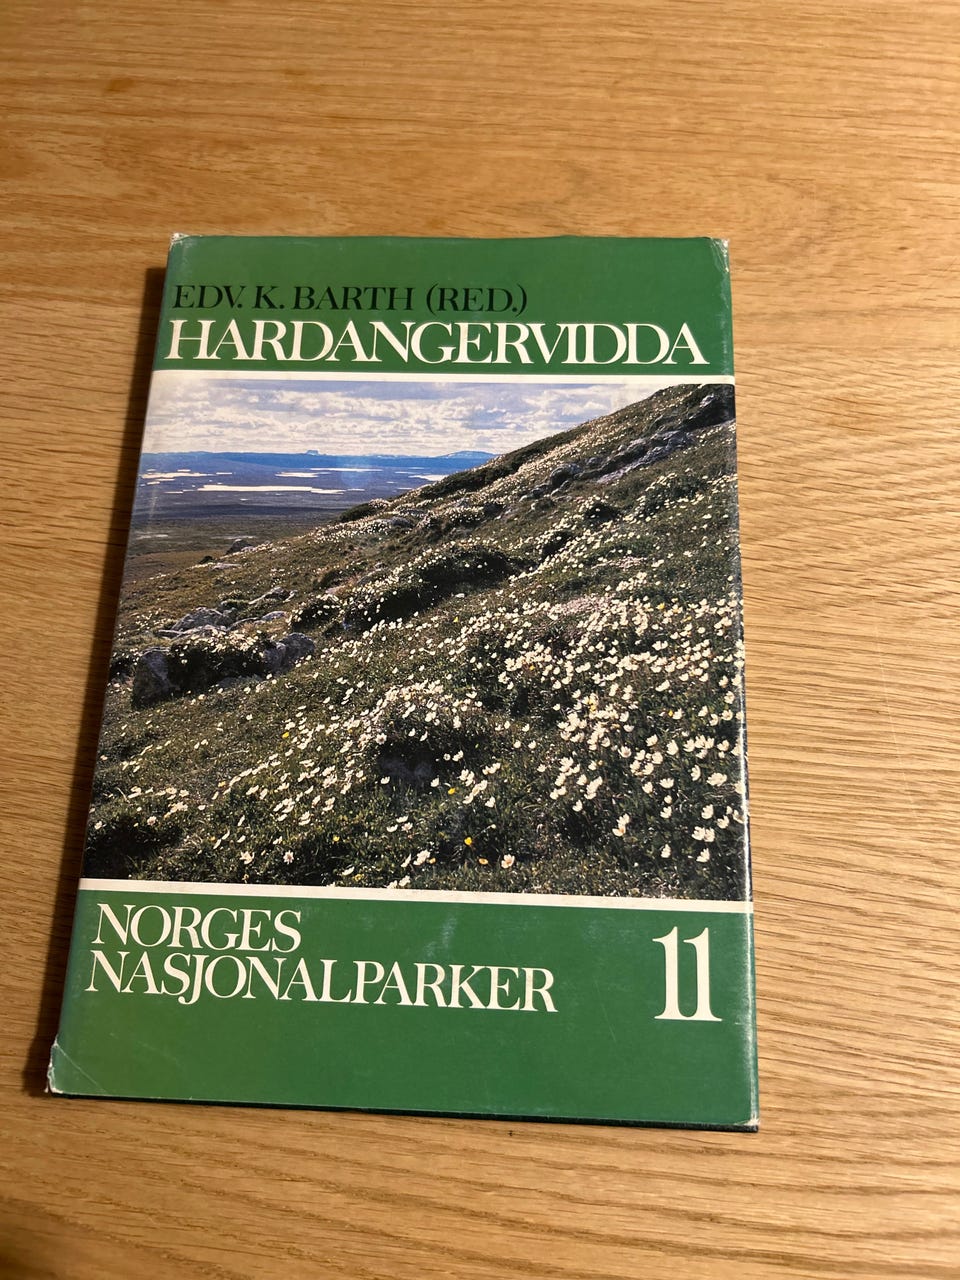 EDV. K. BARTH (RED.)
HARDANGERVIDDA
NORGES
NASJONALPARKER
11